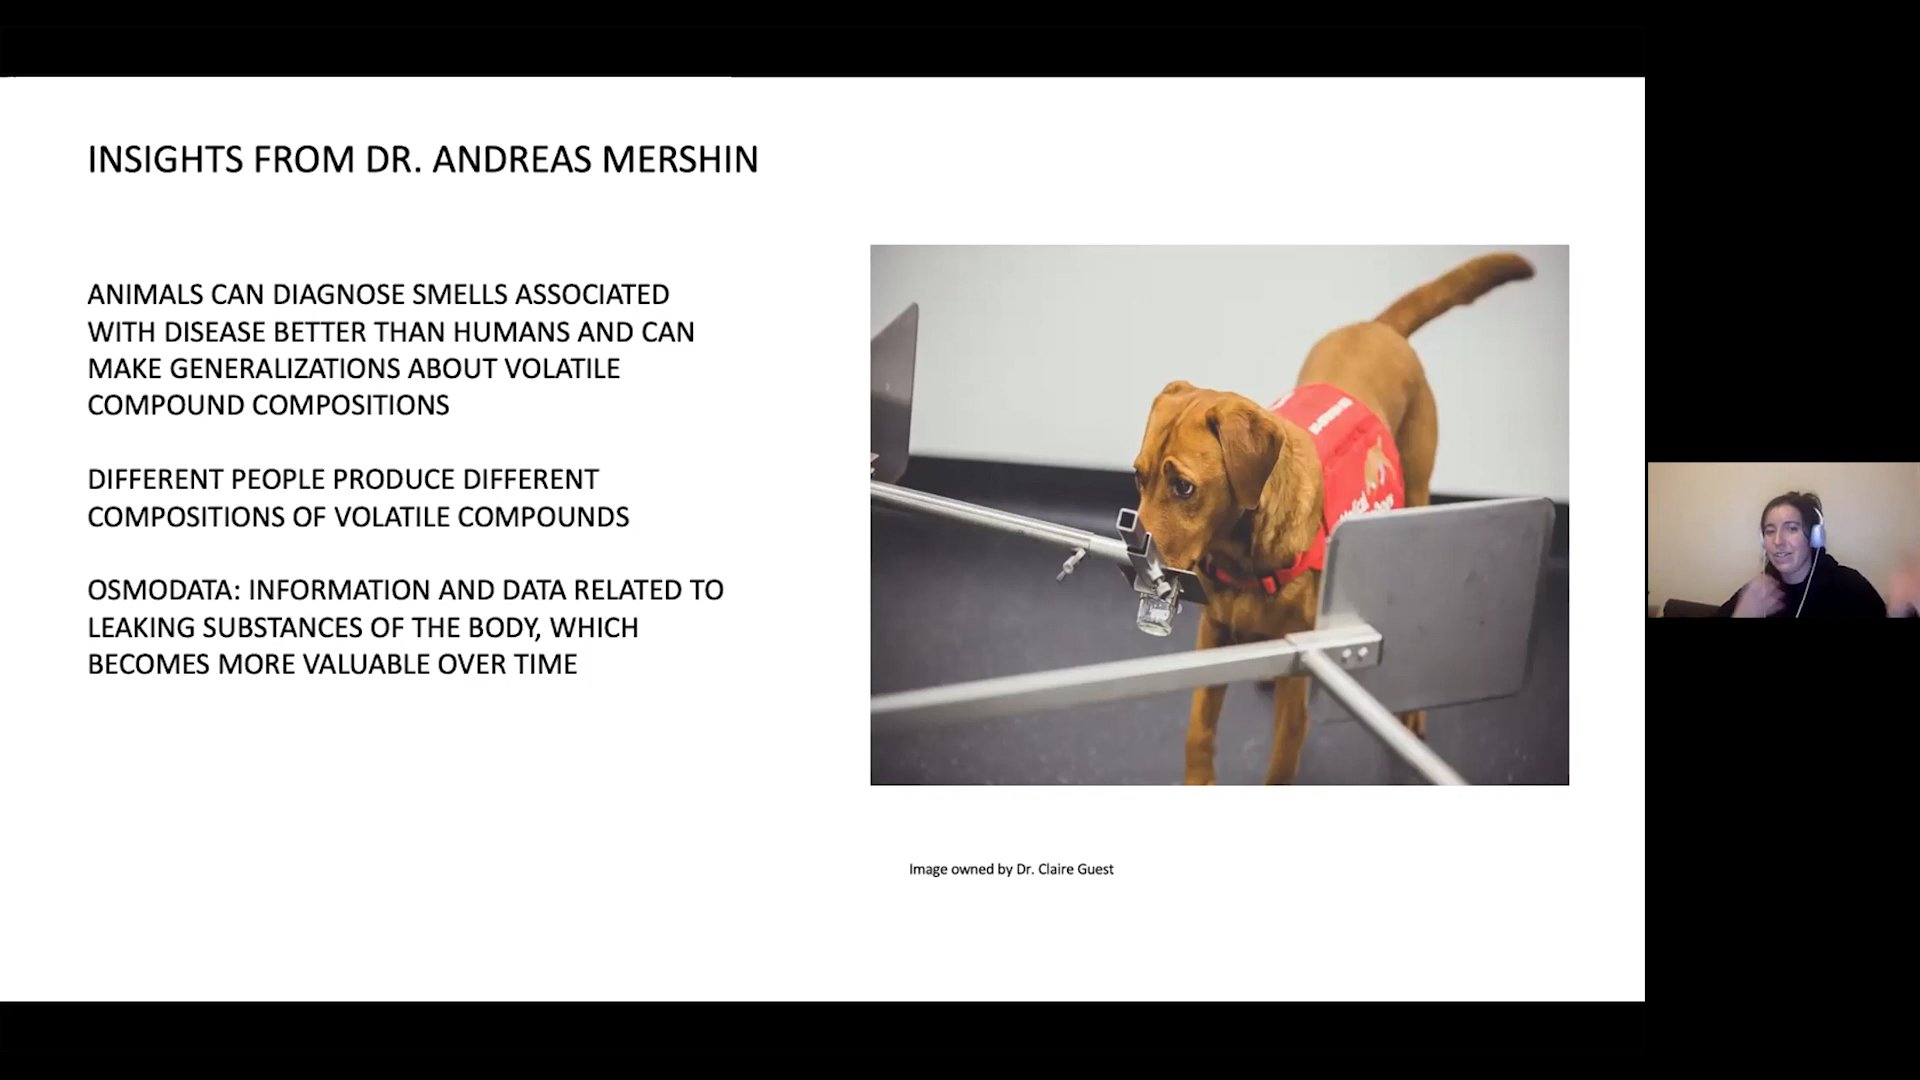 INSIGHTS FROM DR. ANDREAS MERSHIN
ANIMALS CAN DIAGNOSE SMELLS ASSOCIATED
WITH DISEASE BETTER THAN HUMANS AND CAN
MAKE GENERALIZATIONS ABOUT VOLATILE
COMPOUND COMPOSITIONS
DIFFERENT PEOPLE PRODUCE DIFFERENT
COMPOSITIONS OF VOLATILE COMPOUNDS
OSMODATA: INFORMATION AND DATA RELATED TO
LEAKING SUBSTANCES OF THE BODY, WHICH
BECOMES MORE VALUABLE OVER TIME
Image owned by Dr. Claire Guest